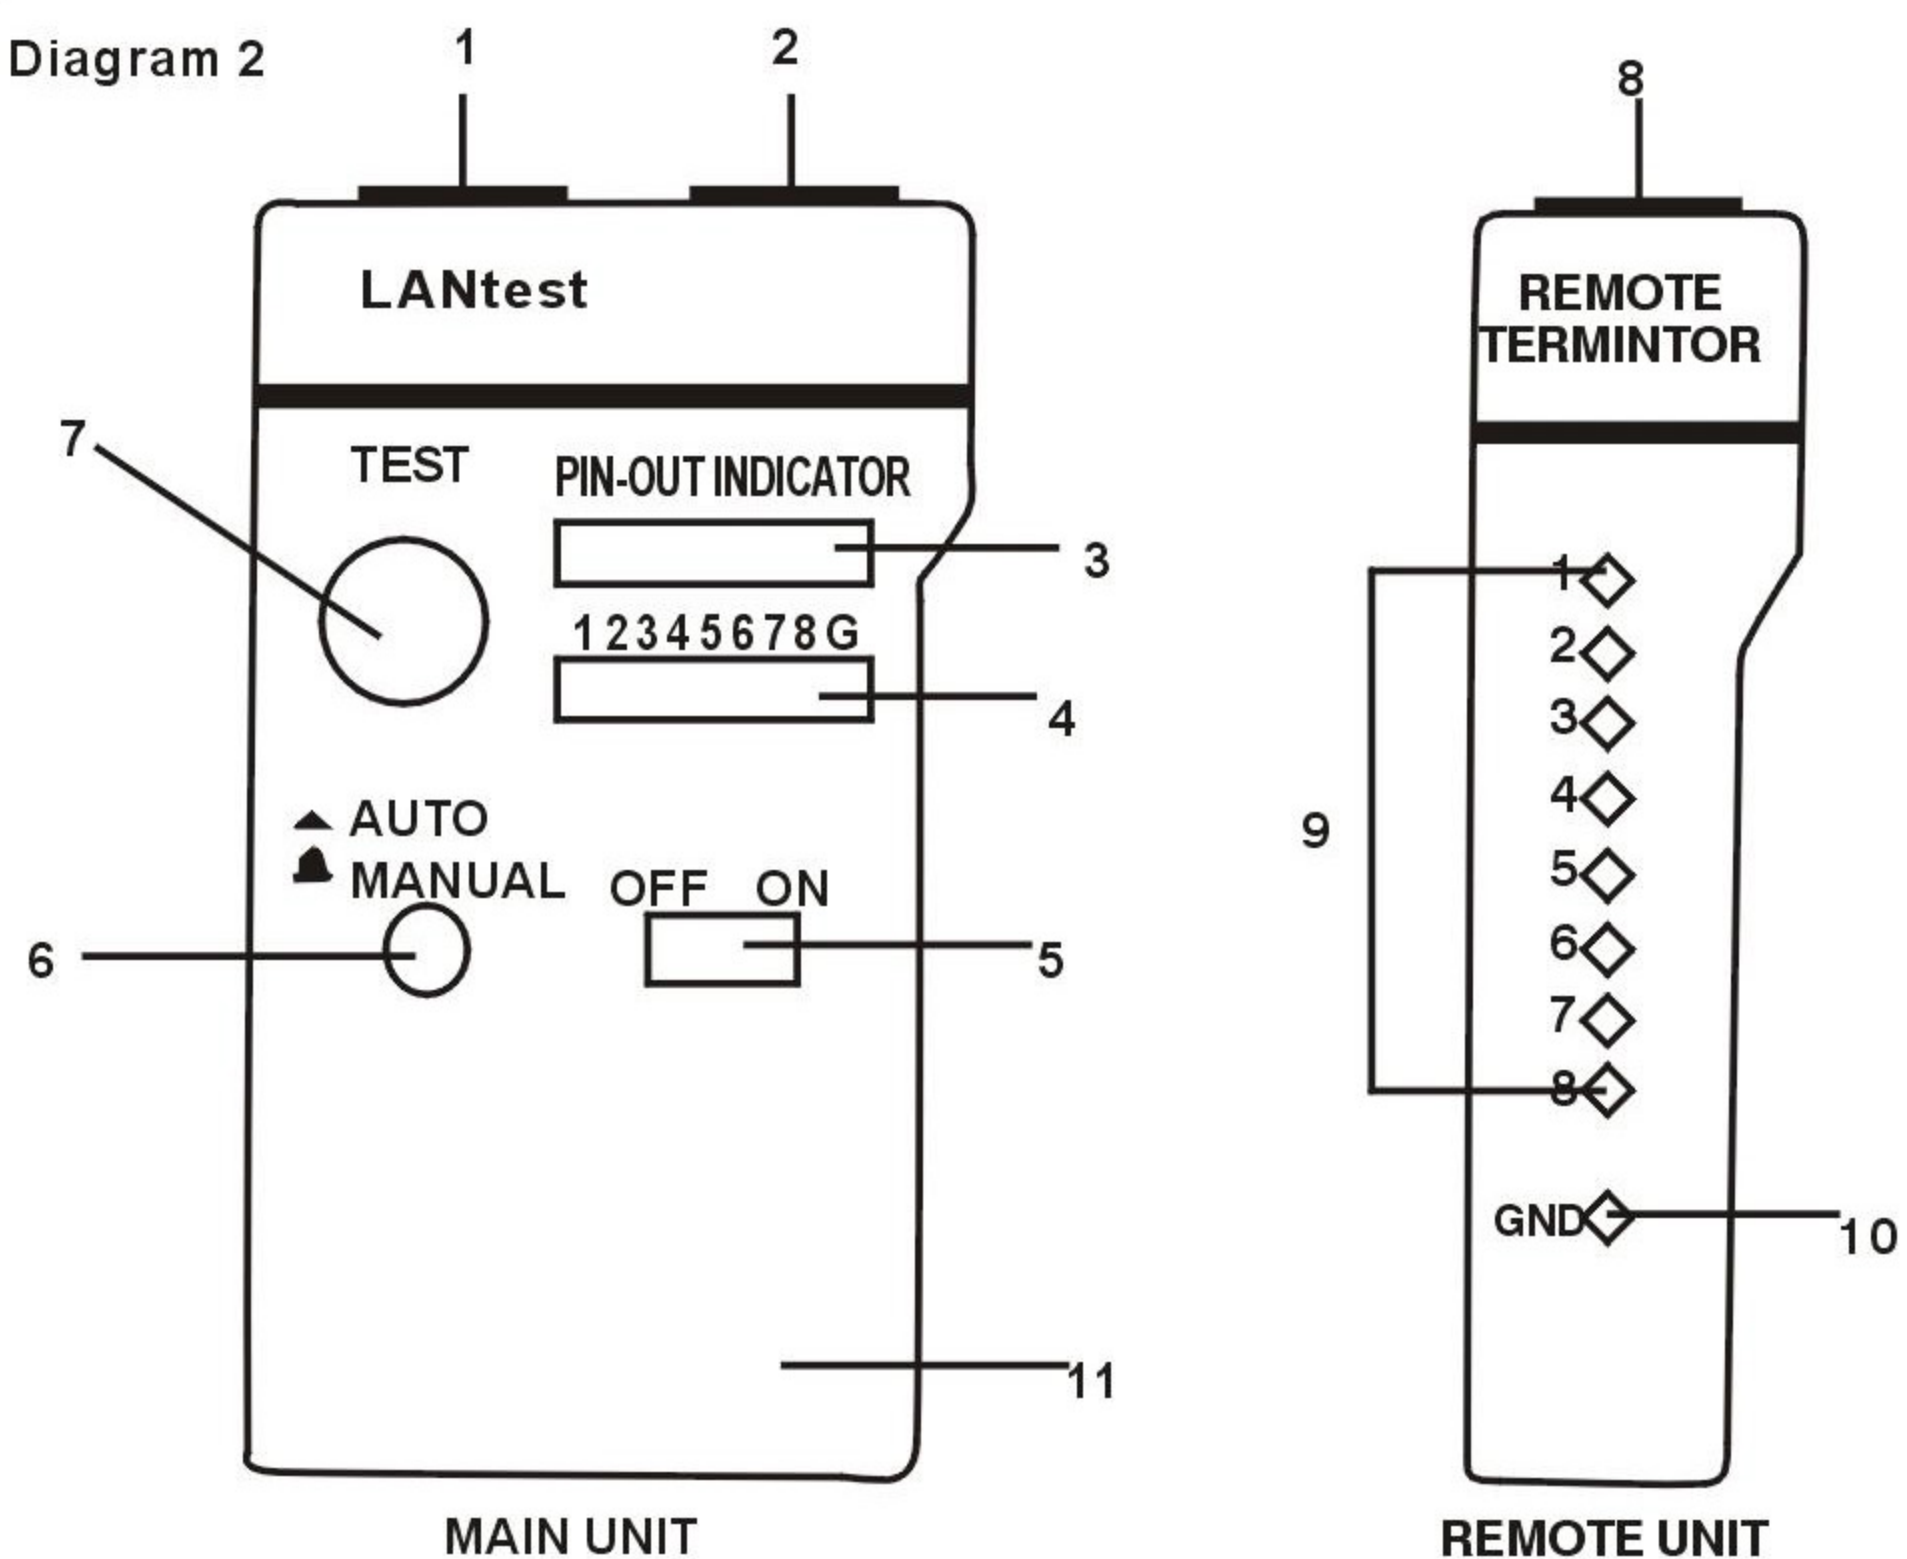 Diagram 2
1
2
8
LANtest
REMOTE
TERMINTOR
7
TEST
PIN-OUT INDICATOR
3
1 2 3 4 5 6 7 8 G
4
AUTO
MANUAL
OFF ON
6
5
11
MAIN UNIT
1
2
3
4
5
6
7
8
9
GND
10
REMOTE UNIT